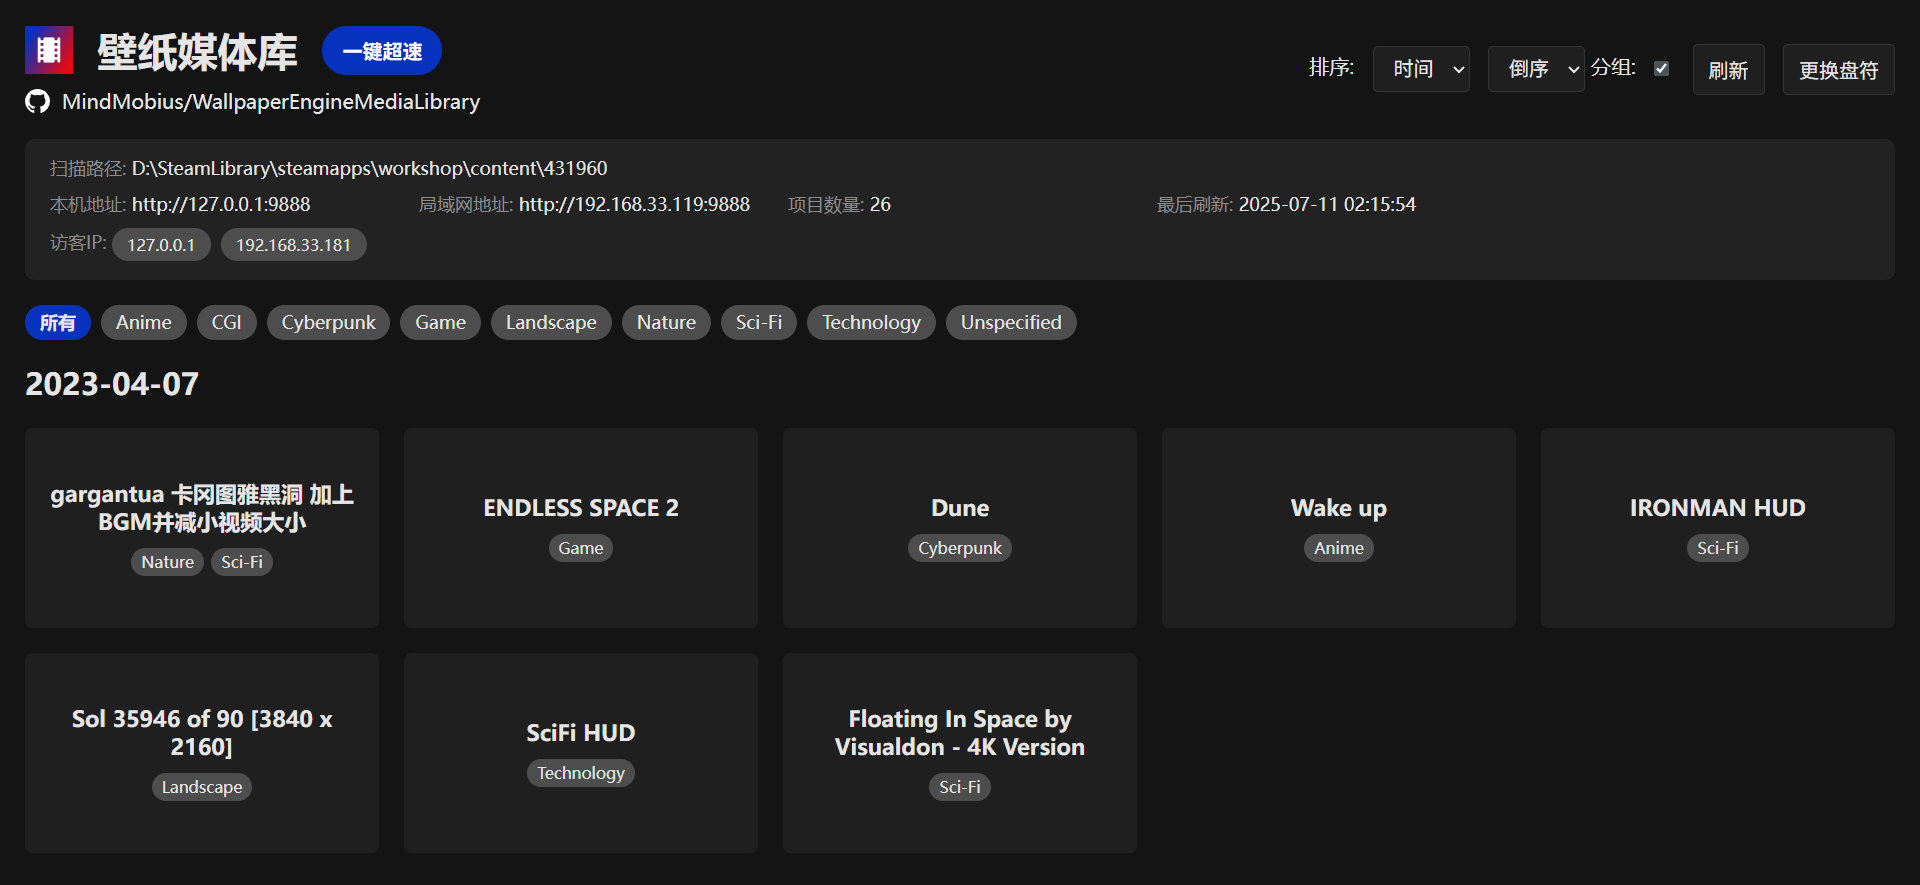 壁纸媒体库 一键超速
MindMobius/WallpaperEngineMediaLibrary
排序: 时间 倒序 分组: 刷新 更换盘符
扫描路径: D:\SteamLibrary\steamapps\workshop\content\431960
本机地址: http://127.0.0.1:9888 局域网地址: http://192.168.33.119:9888 项目数量: 26 最后刷新: 2025-07-11 02:15:54
访客IP: 127.0.0.1 192.168.33.181
所有 Anime CGI Cyberpunk Game Landscape Nature Sci-Fi Technology Unspecified
2023-04-07
gargantua 卡冈图雅黑洞 加上
BGM并减小视频大小
Nature Sci-Fi
ENDLESS SPACE 2
Game
Dune
Cyberpunk
Wake up
Anime
IRONMAN HUD
Sci-Fi
Sol 35946 of 90 [3840 x
2160]
Landscape
SciFi HUD
Technology
Floating In Space by
Visualdon - 4K Version
Sci-Fi